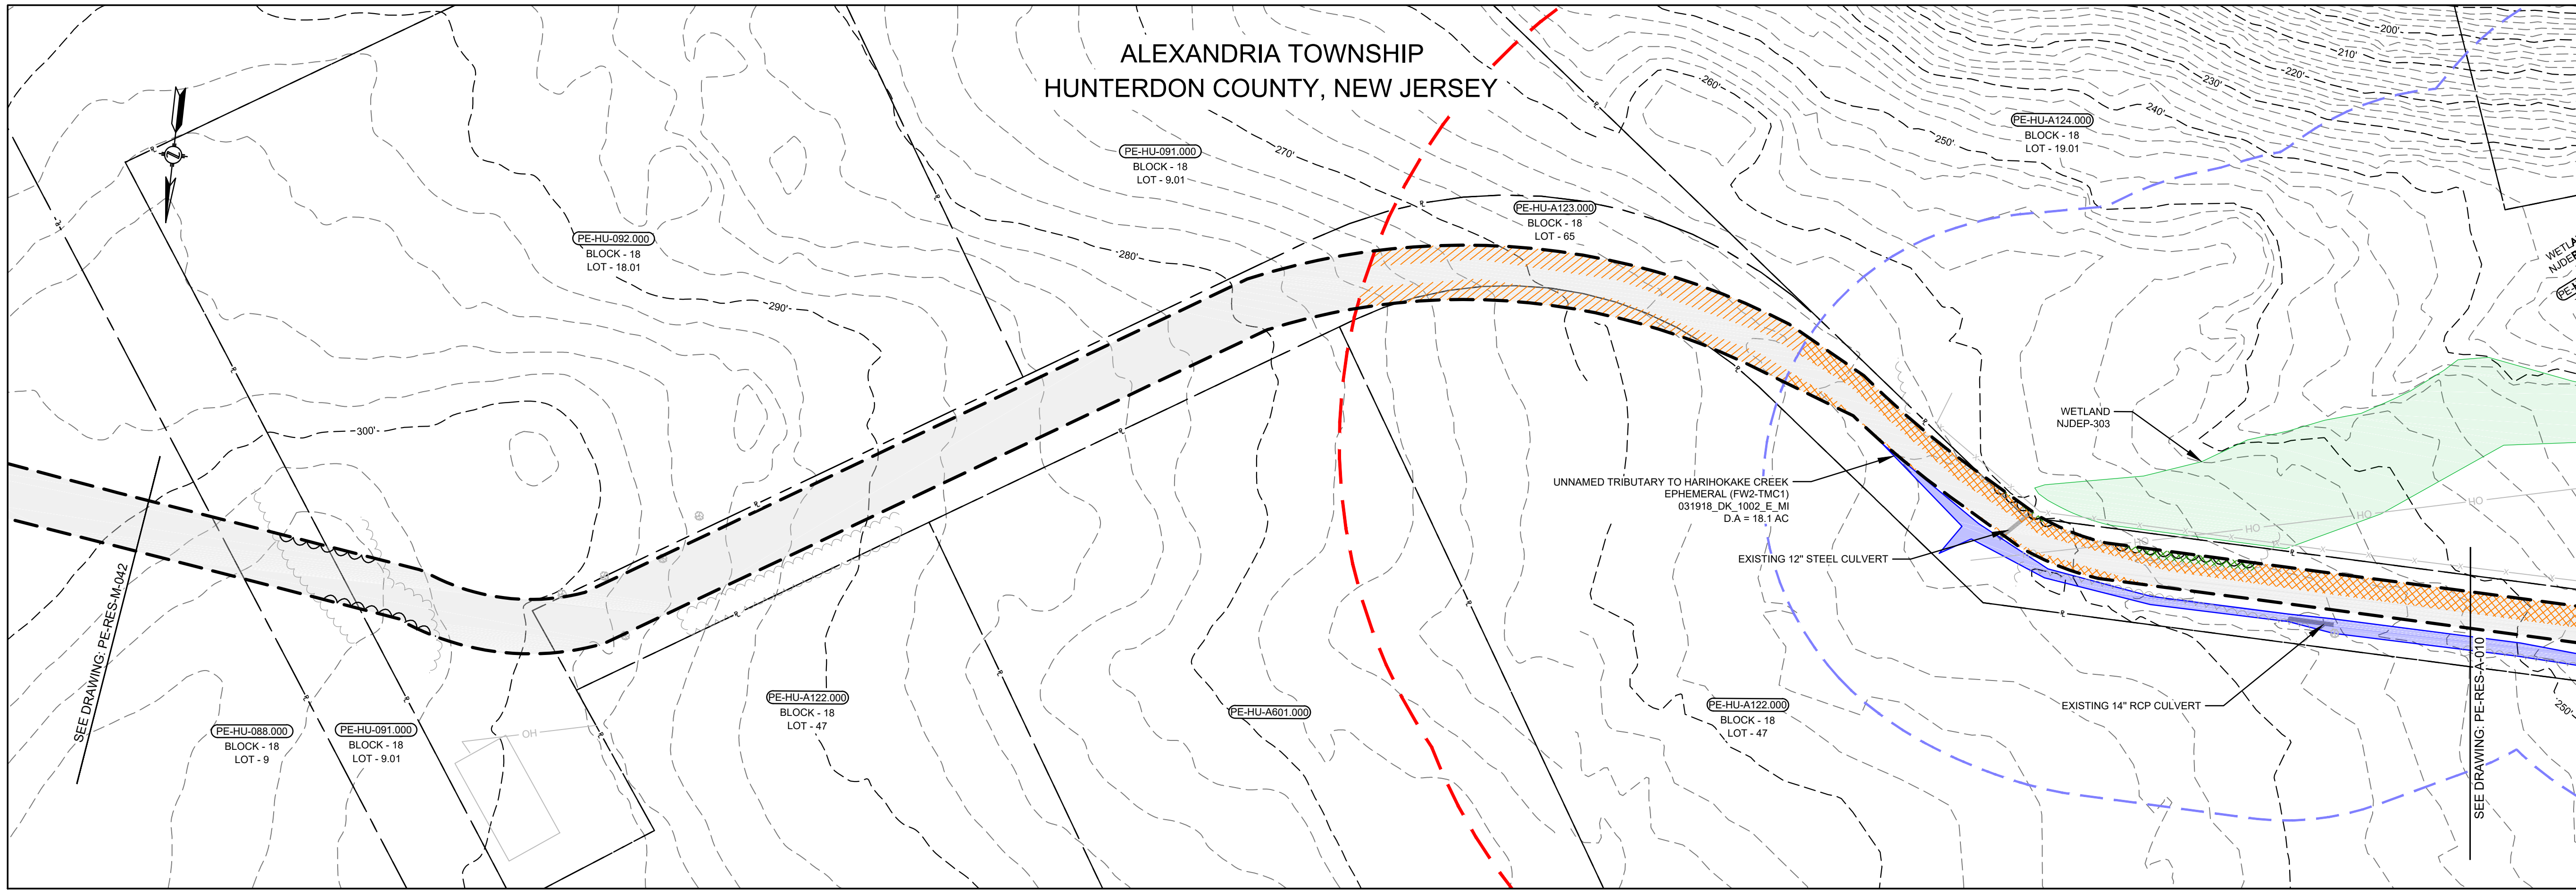 ALEXANDRIA TOWNSHIP
HUNTERDON COUNTY, NEW JERSEY
200'
210'
220'
230'
240'
250'
260'
270'
280'
290'
300'
PE-HU-A124.000
BLOCK - 18
LOT - 19.01
PE-HU-091.000
BLOCK - 18
LOT - 9.01
PE-HU-A123.000
BLOCK - 18
LOT - 65
PE-HU-092.000
BLOCK - 18
LOT - 18.01
WETLAND
NJDEP-303
UNNAMED TRIBUTARY TO HARIHOKAKE CREEK
EPHEMERAL (FW2-TMC1)
031918_DK_1002_E_MI
D.A = 18.1 AC
EXISTING 12" STEEL CULVERT
OH
OH
OH
OH
SEE DRAWING: PE-RES-M-042
PE-HU-088.000
BLOCK - 18
LOT - 9
PE-HU-091.000
BLOCK - 18
LOT - 9.01
OH
PE-HU-A122.000
BLOCK - 18
LOT - 47
PE-HU-A601.000
PE-HU-A122.000
BLOCK - 18
LOT - 47
EXISTING 14" RCP CULVERT
SEE DRAWING: PE-RES-A-010
250'